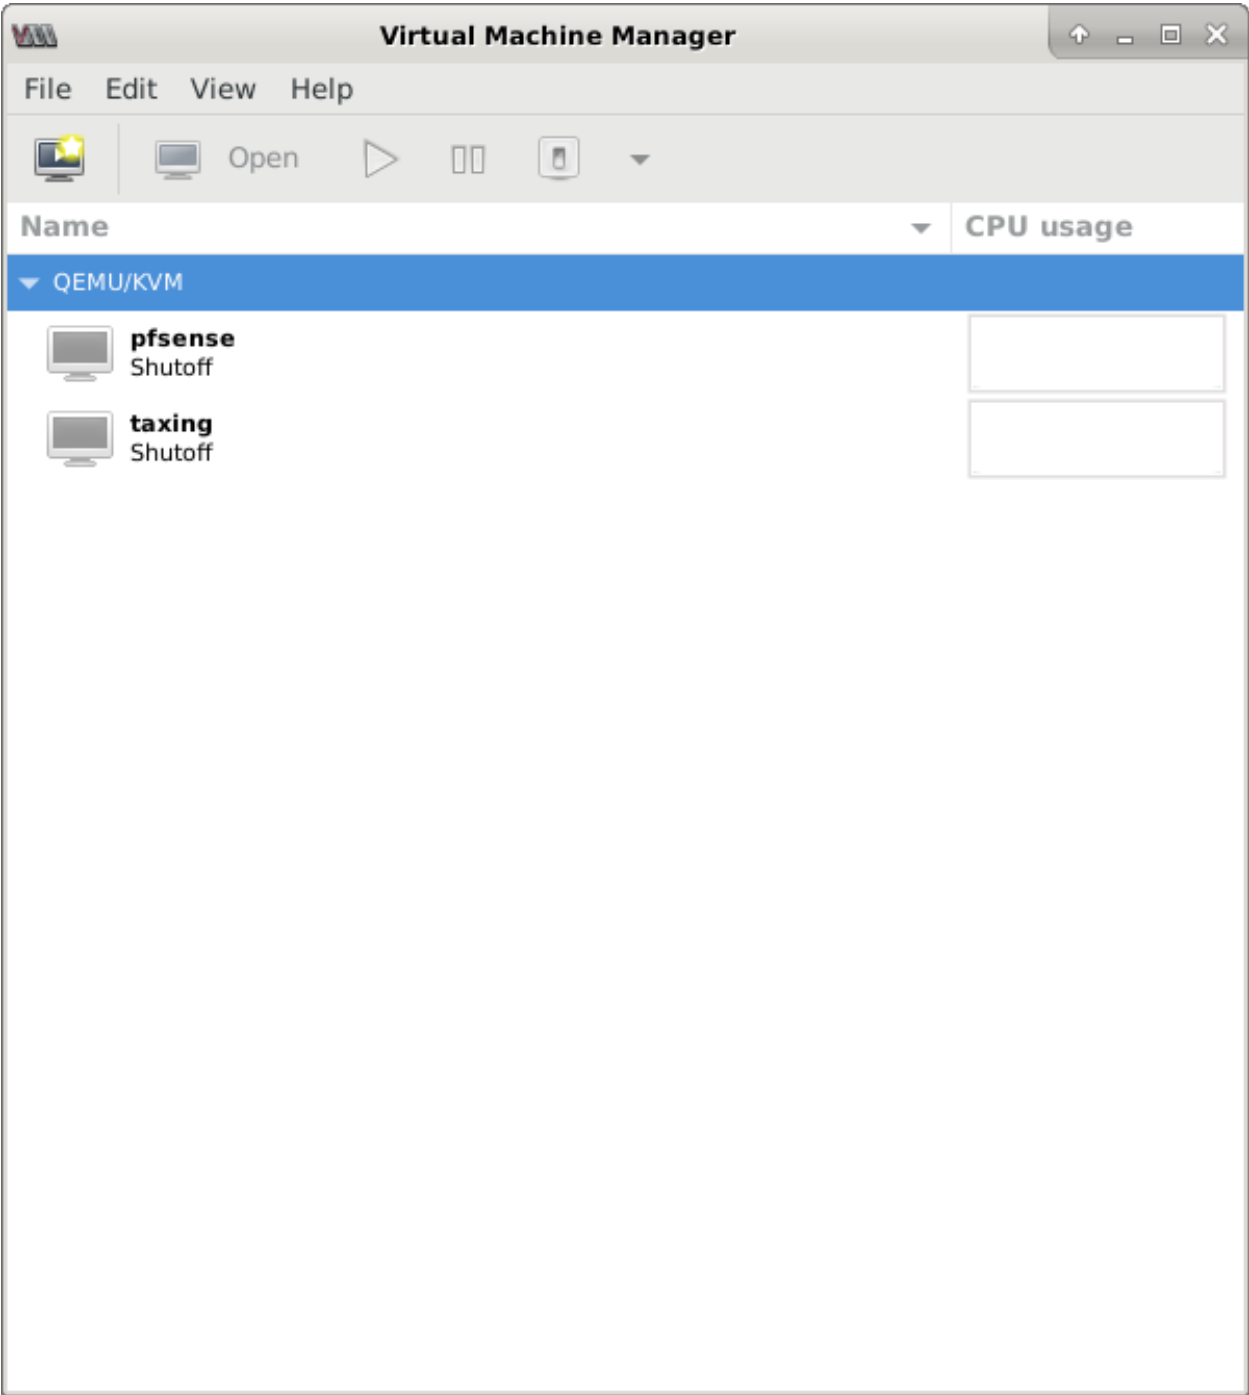 Virtual Machine Manager
File Edit View Help
Open
Name CPU usage
QEMU/KVM
pfsense
Shutoff
taxing
Shutoff